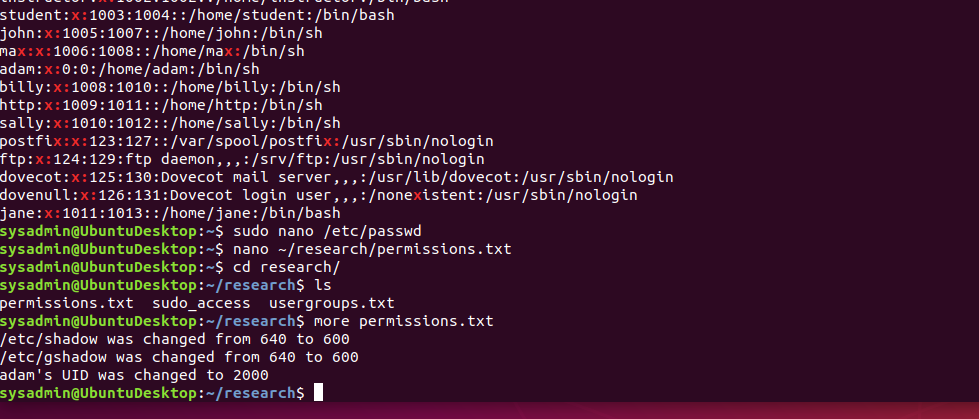 instructor:x:1002:1002::/home/instructor:/bin/bash
student:x:1003:1004::/home/student:/bin/bash
john:x:1005:1007::/home/john:/bin/sh
max:x:1006:1008::/home/max:/bin/sh
adam:x:0:0:/home/adam:/bin/sh
billy:x:1008:1010::/home/billy:/bin/sh
http:x:1009:1011::/home/http:/bin/sh
sally:x:1010:1012::/home/sally:/bin/sh
postfix:x:123:127::/var/spool/postfix:/usr/sbin/nologin
ftp:x:124:129:ftp daemon,,,:/srv/ftp:/usr/sbin/nologin
dovecot:x:125:130:Dovecot mail server,,,:/usr/lib/dovecot:/usr/sbin/nologin
dovenull:x:126:131:Dovecot login user,,,:/nonexistent:/usr/sbin/nologin
jane:x:1011:1013::/home/jane:/bin/bash
sysadmin@UbuntuDesktop:~$ sudo nano /etc/passwd
sysadmin@UbuntuDesktop:~$ nano ~/research/permissions.txt
sysadmin@UbuntuDesktop:~$ cd research/
sysadmin@UbuntuDesktop:~/research$ ls
permissions.txt  sudo_access  usergroups.txt
sysadmin@UbuntuDesktop:~/research$ more permissions.txt
/etc/shadow was changed from 640 to 600
/etc/gshadow was changed from 640 to 600
adam's UID was changed to 2000
sysadmin@UbuntuDesktop:~/research$